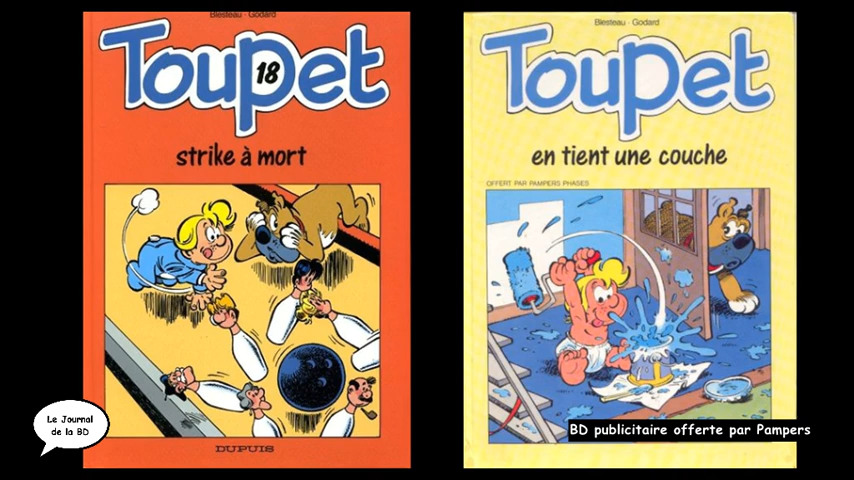 Blesteau - Godard
Toupet
18
strike à mort
DUPUIS
Blesteau - Godard
Toupet
en tient une couche
OFFERT PAR PAMPERS PHASES
BD publicitaire offerte par Pampers
Le Journal
de la BD